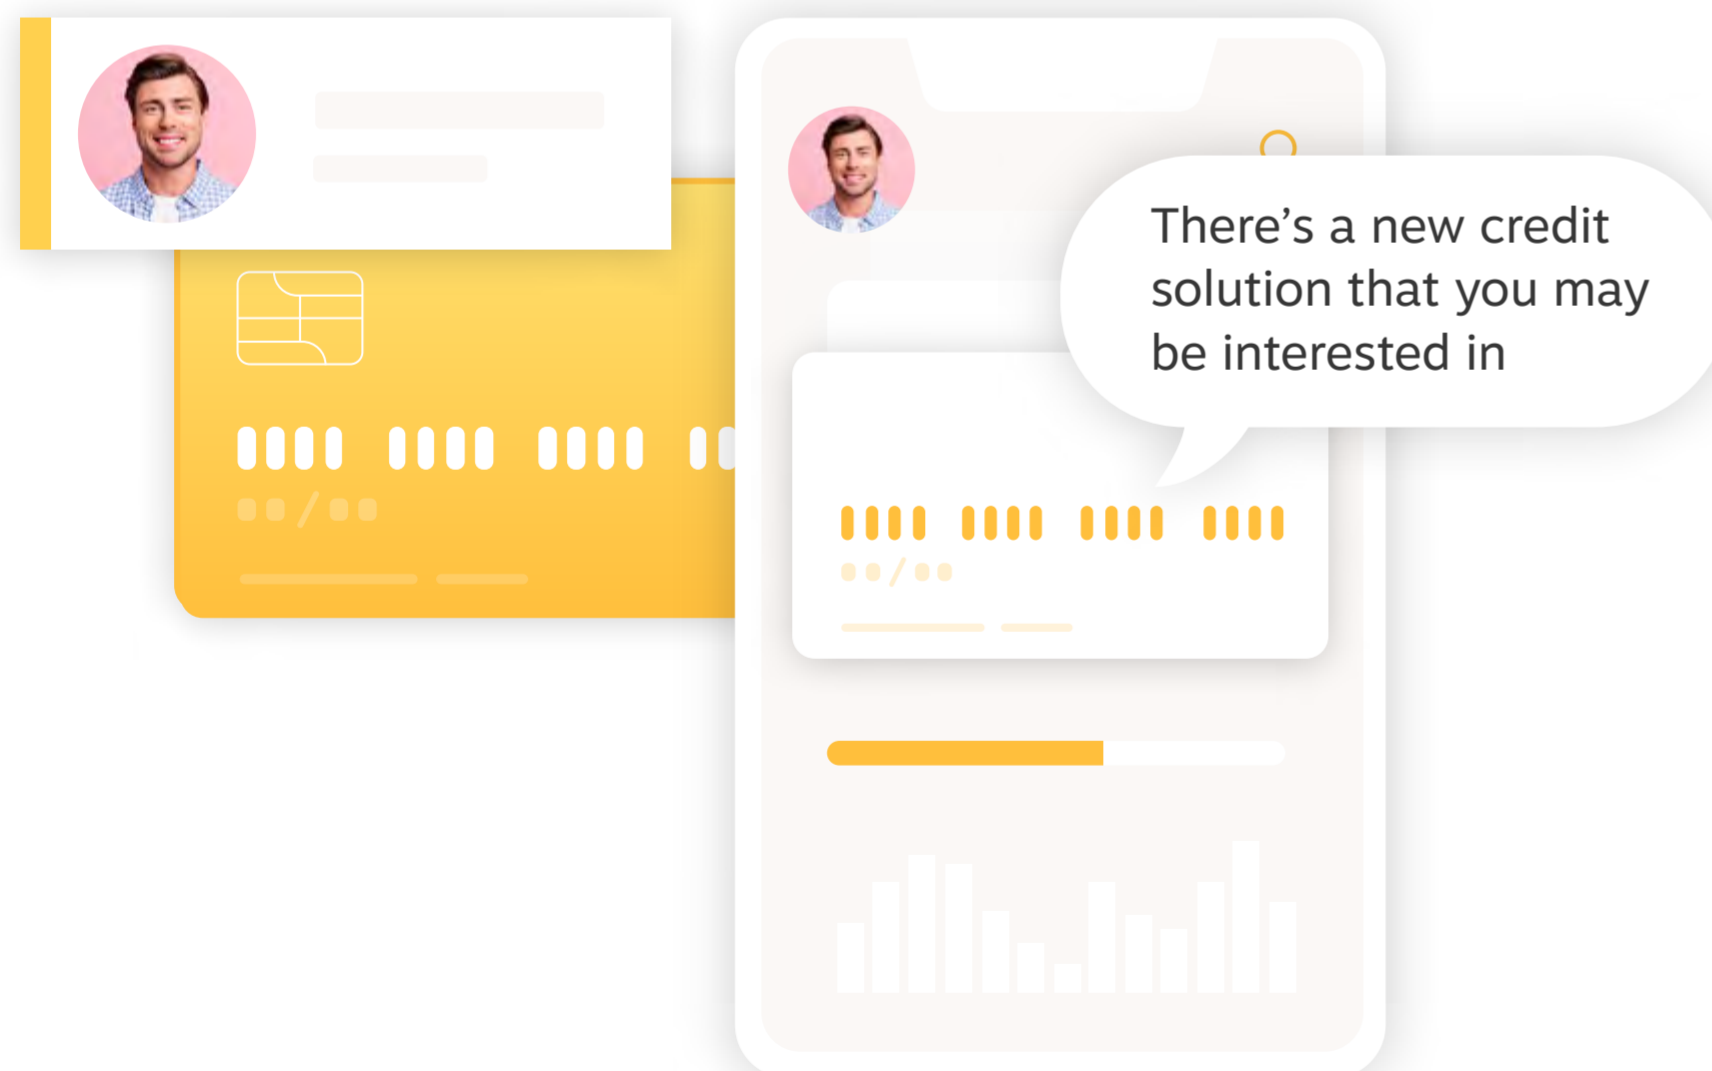 There’s a new credit
solution that you may
be interested in